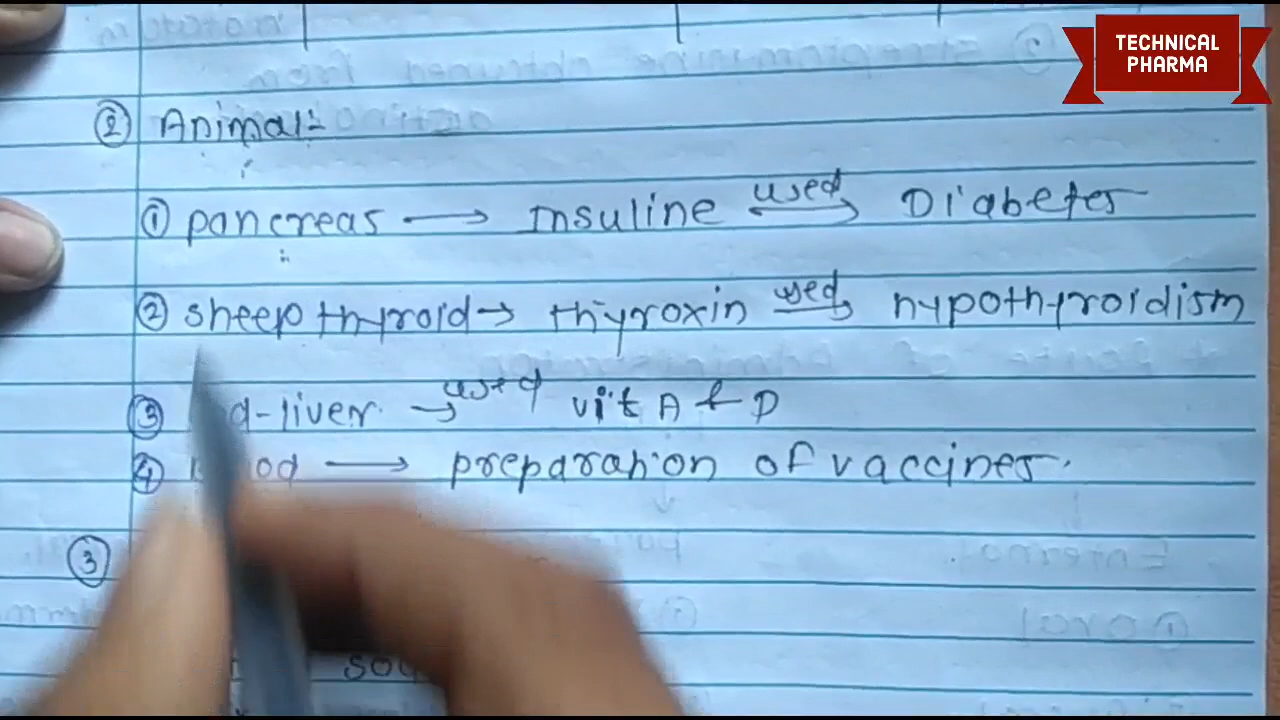 TECHNICAL
PHARMA
② Animal:-
① pancreas → Insuline used → Diabetes
② sheep thyroid → thyroxin used → hypothyroidism
③ -liver → used vit A & D
④ → preparation of vaccines.
③